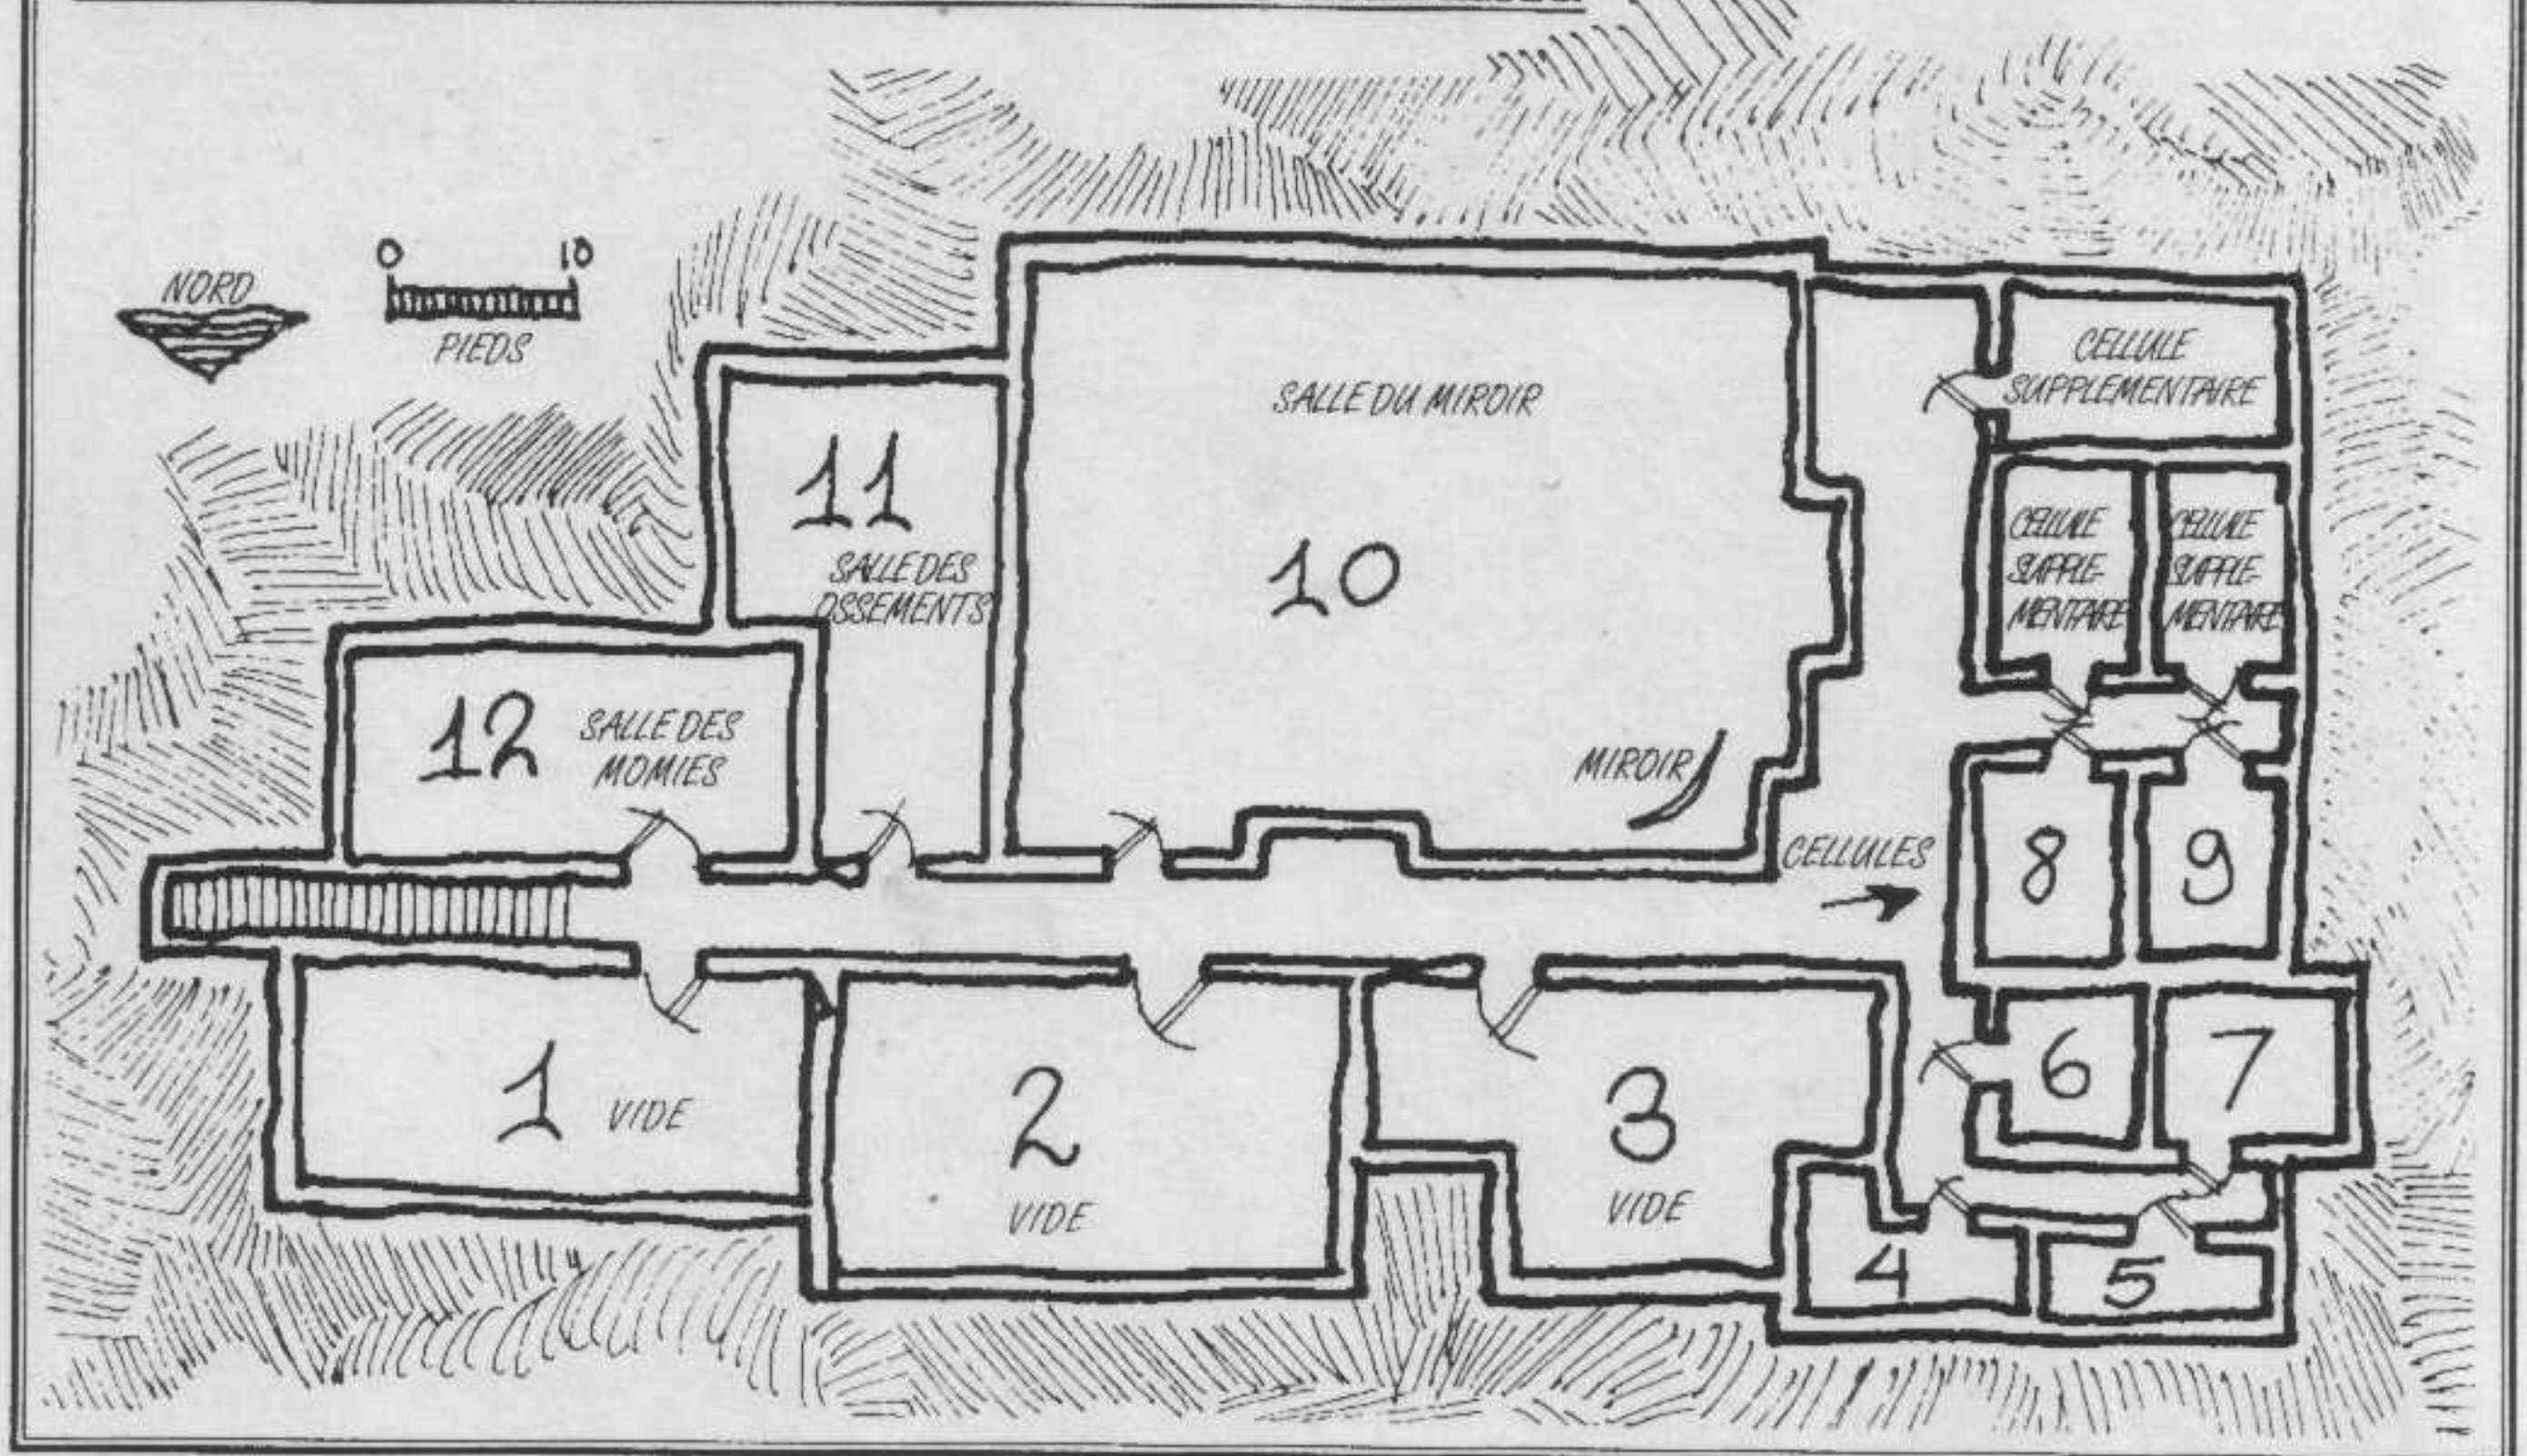 NORD
0 10
PIEDS
CELLULE
SUPPLEMENTAIRE
SALLE DU MIROIR
11
SALLE DES
OSSEMENTS
10
CELLULE
SUPPLE-
MENTAIRE
CELLULE
SUPPLE-
MENTAIRE
12
SALLE DES
MOMIES
MIROIR
CELLULES
8
9
1
VIDE
2
VIDE
3
VIDE
6
7
4
5